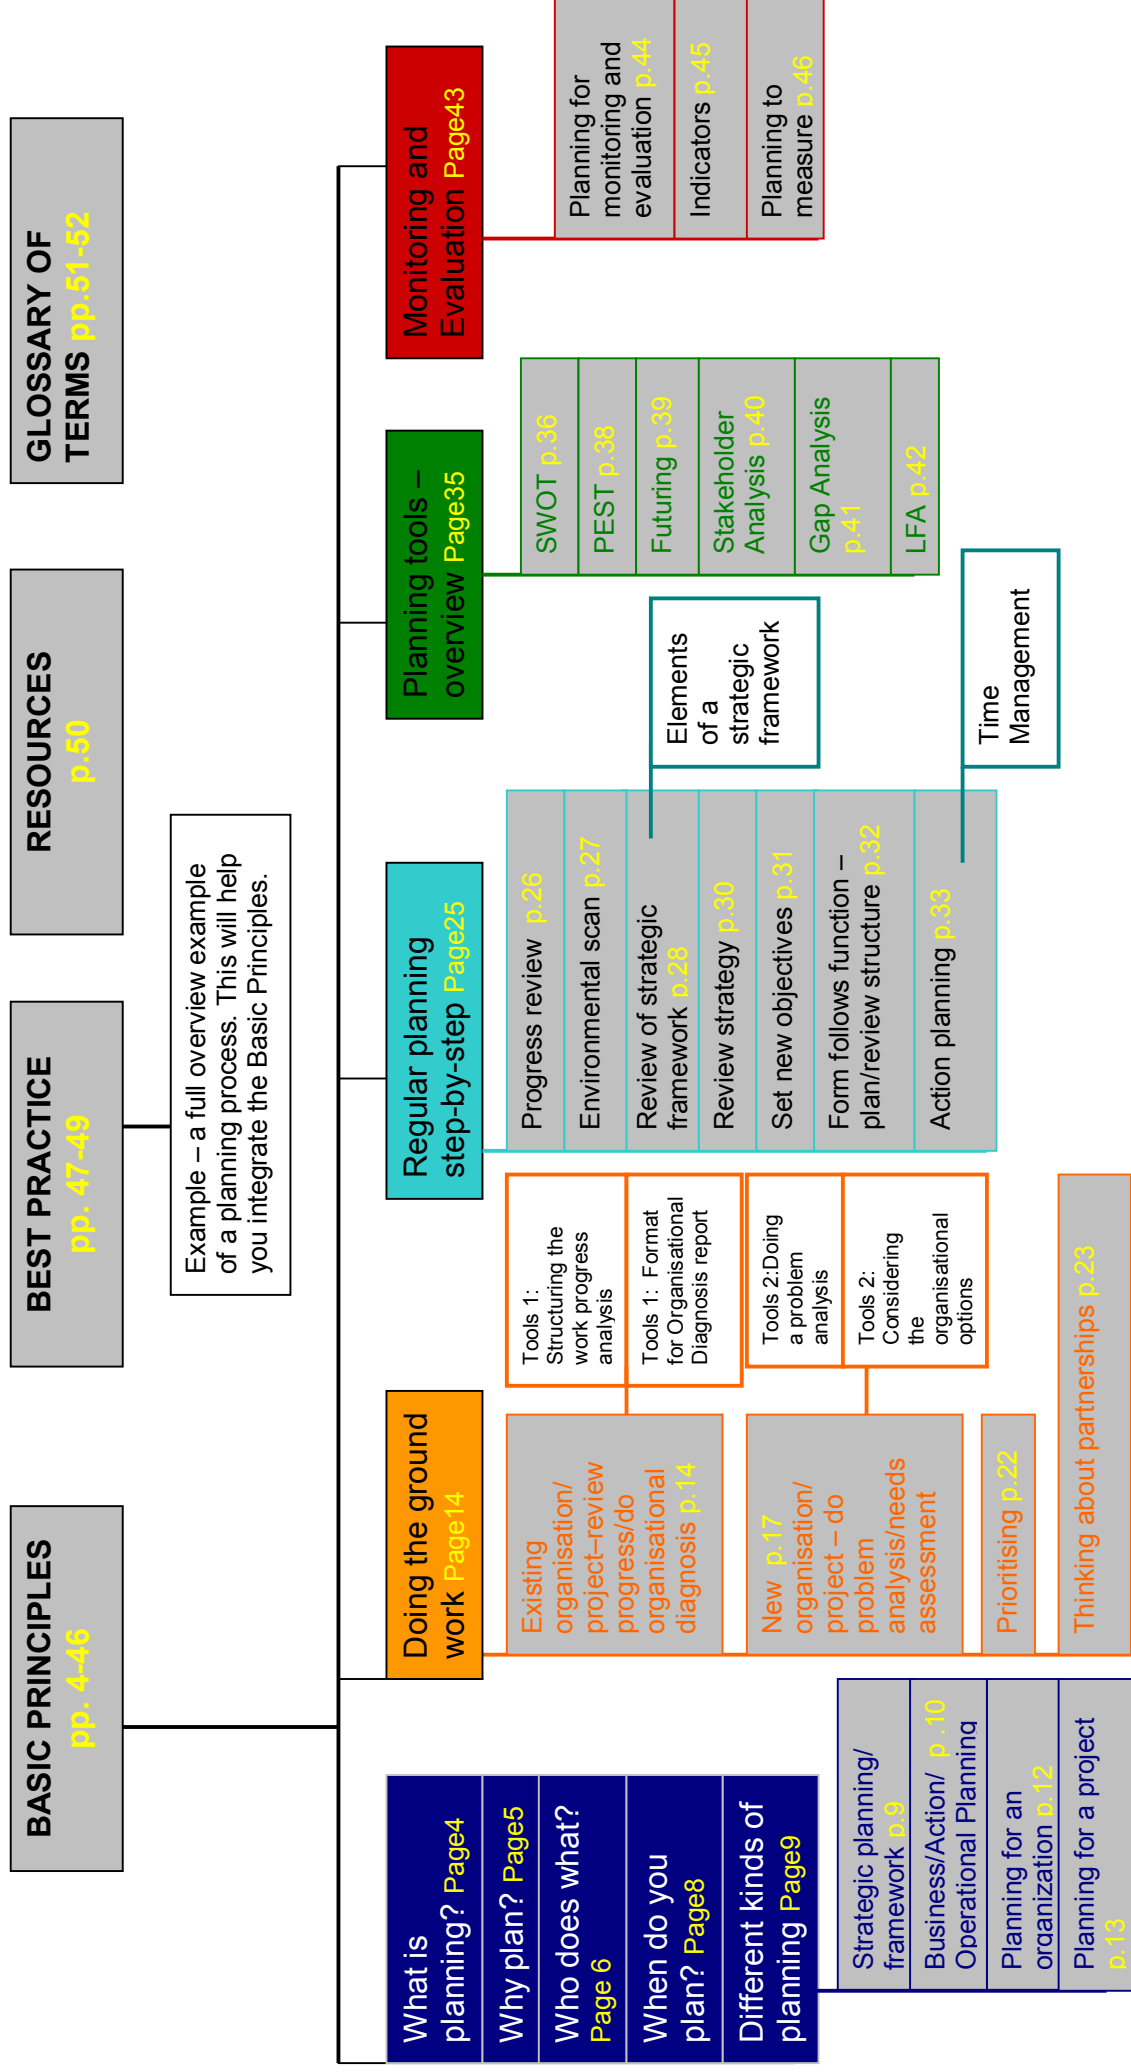 BASIC PRINCIPLES
pp. 4-46
BEST PRACTICE
pp. 47-49
RESOURCES
p.50
GLOSSARY OF
TERMS pp.51-52
Example – a full overview example
of a planning process. This will help
you integrate the Basic Principles.
What is
planning? Page4
Why plan? Page5
Who does what?
Page 6
When do you
plan? Page8
Different kinds of
planning Page9
Strategic planning/
framework p.9
Business/Action/ p .10
Operational Planning
Planning for an
organization p.12
Planning for a project
p.13
Doing the ground
work Page14
Existing
organisation/
project–review
progress/do
organisational
diagnosis p.14
Tools 1:
Structuring the
work progress
analysis
Tools 1: Format
for Organisational
Diagnosis report
New p.17
organisation/
project – do
problem
analysis/needs
assessment
Tools 2:Doing
a problem
analysis
Tools 2:
Considering
the
organisational
options
Prioritising p.22
Thinking about partnerships p.23
Regular planning
step-by-step Page25
Progress review p.26
Environmental scan p.27
Review of strategic
framework p.28
Review strategy p.30
Set new objectives p.31
Form follows function –
plan/review structure p.32
Action planning p.33
Elements
of a
strategic
framework
Time
Management
Planning tools –
overview Page35
SWOT p.36
PEST p.38
Futuring p.39
Stakeholder
Analysis p.40
Gap Analysis
p.41
LFA p.42
Monitoring and
Evaluation Page43
Planning for
monitoring and
evaluation p.44
Indicators p.45
Planning to
measure p.46